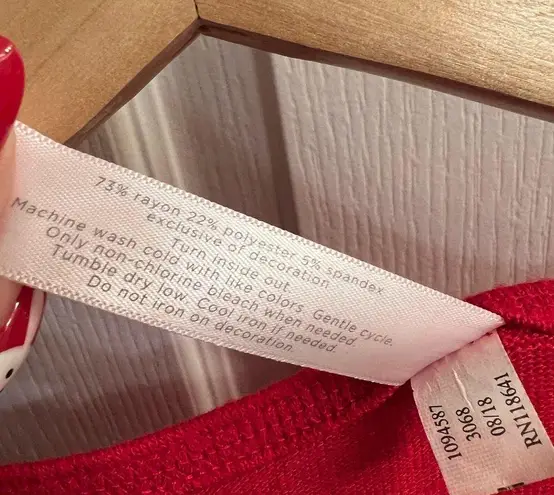 73% rayon 22% polyester 5% spandex
exclusive of decoration
Turn inside out
Machine wash cold with like colors. Gentle cycle.
Only non-chlorine bleach when needed.
Tumble dry low. Cool iron if needed.
Do not iron on decoration.
1094587
3068
08/18
RN118641